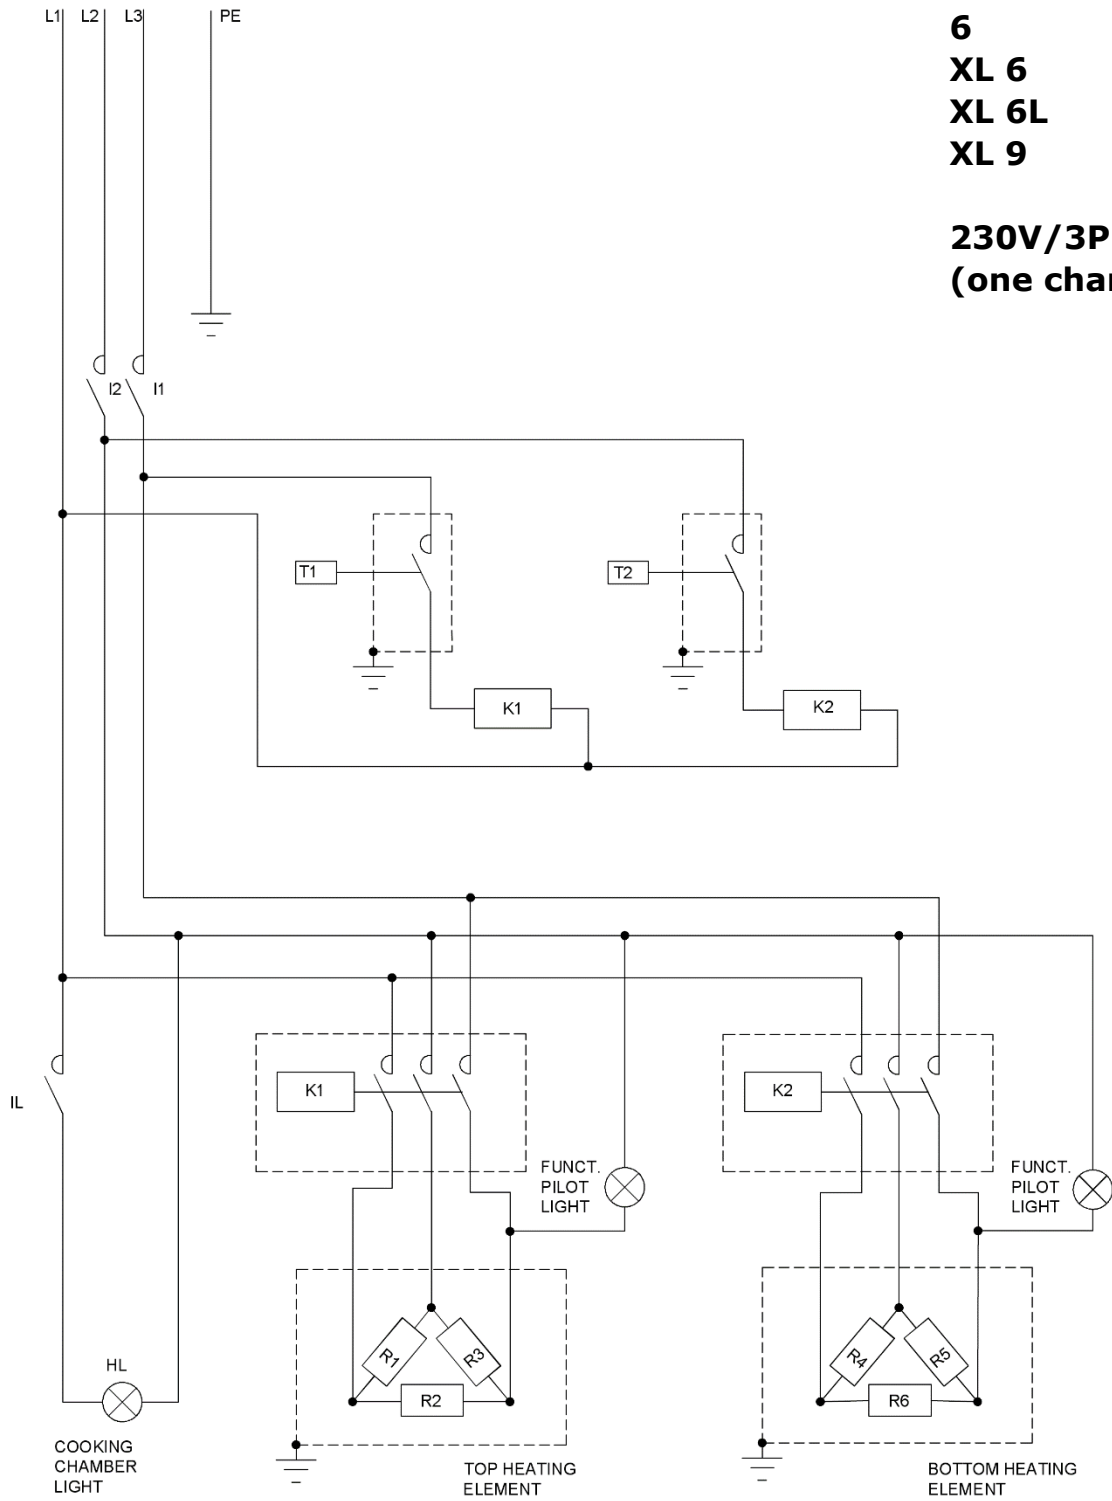 L1 L2 L3 PE
6
XL 6
XL 6L
XL 9
230V/3P
(one char
I2 I1
T1
T2
K1
K2
IL
K1
K2
FUNCT.
PILOT
LIGHT
FUNCT.
PILOT
LIGHT
R1
R3
R2
R4
R5
R6
HL
COOKING
CHAMBER
LIGHT
TOP HEATING
ELEMENT
BOTTOM HEATING
ELEMENT